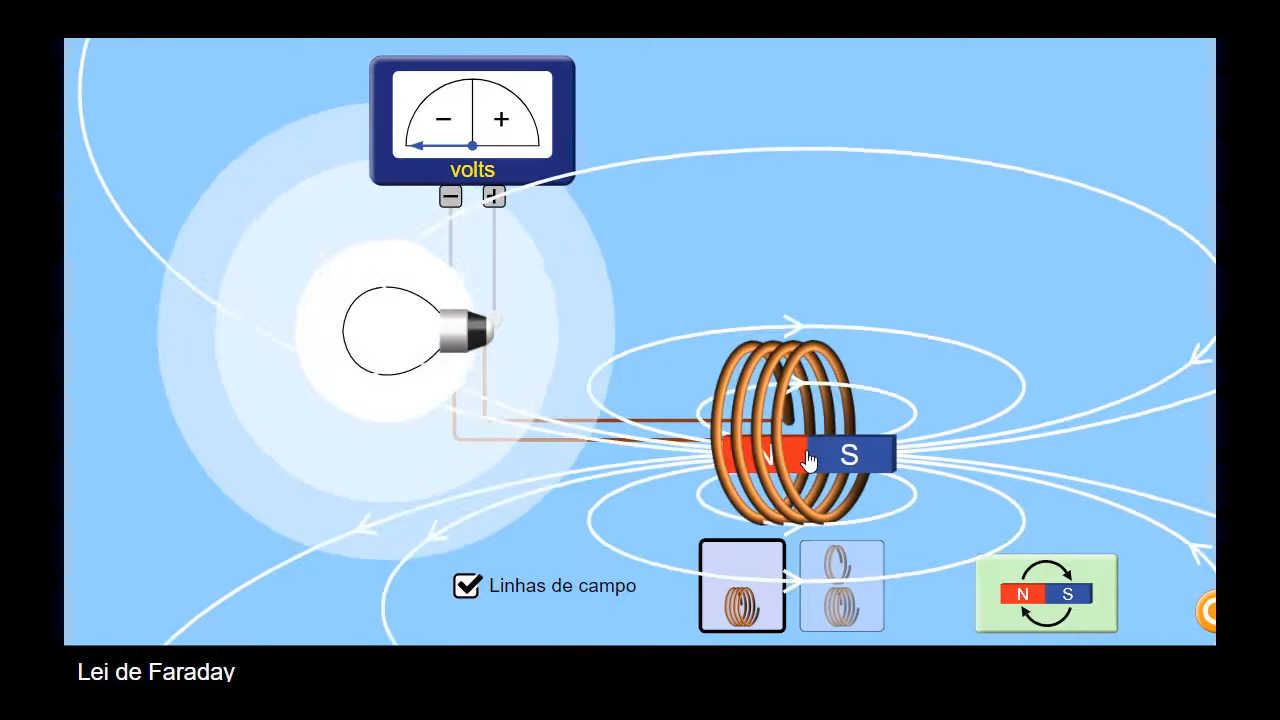 − +
volts
− +
N S
Linhas de campo
N S
Lei de Faraday